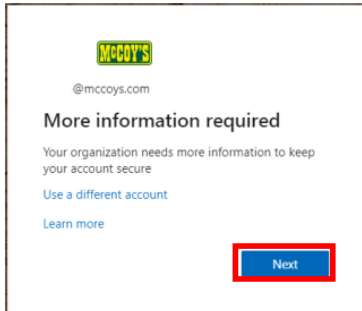 McCOY'S
@mccoys.com
More information required
Your organization needs more information to keep
your account secure
Use a different account
Learn more
Next